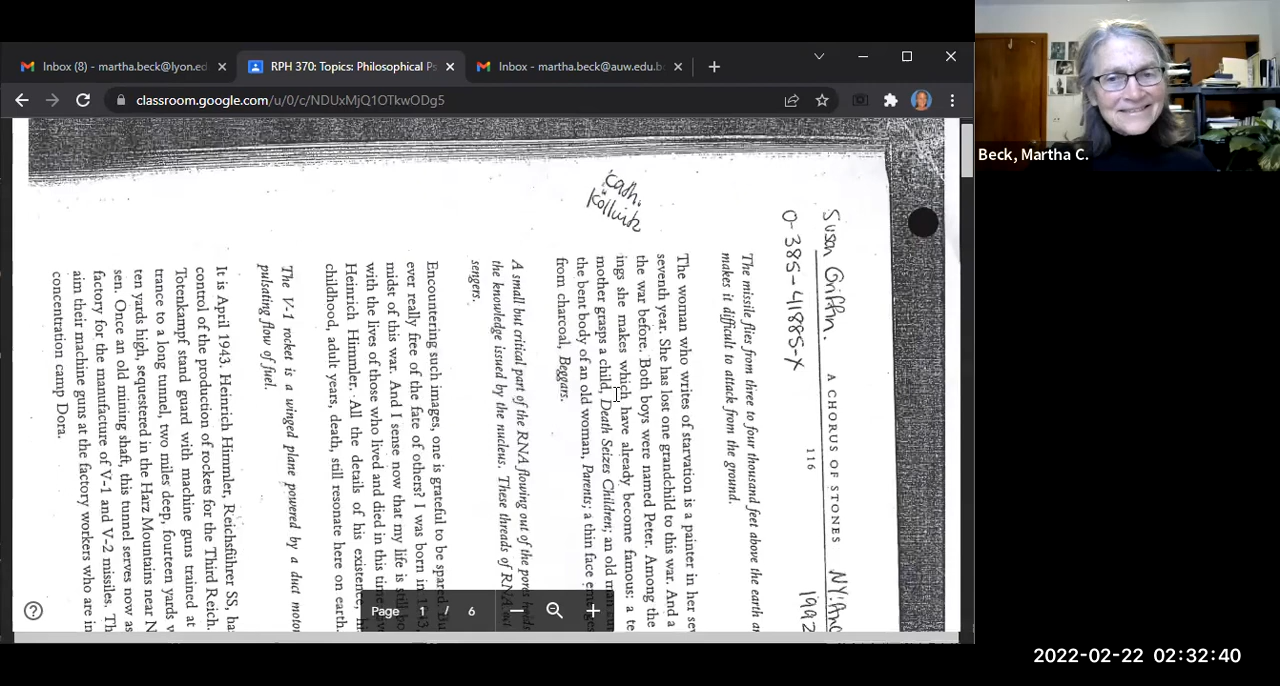 Inbox (8) - martha.beck@lyon.ed
RPH 370: Topics: Philosophical Ps
Inbox - martha.beck@auw.edu.b
classroom.google.com/u/0/c/NDUxMjQ1OTkwODg5
Beck, Martha C.
Susan Griffin. A CHORUS OF STONES N.Y. Anc
1992
0-385-41885-X
116
The missile flies from three to four thousand feet above the earth an
makes it difficult to attack from the ground.
The woman who writes of starvation is a painter in her sev
seventh year. She has lost one grandchild to this war. And a
the war before. Both boys were named Peter. Among the
ings she makes which have already become famous: a te
mother grasps a child, Death Seizes Children; an old man
the bent body of an old woman, Parents; a thin face emerges
from charcoal, Beggars.
Kollwitz
A small but critical part of the RNA flowing out of the pores holds
the knowledge issued by the nucleus. These threads of RNA act
sengers.
Encountering such images, one is grateful to be spared. Bu
ever really free of the fate of others? I was born in 1943,
midst of this war. And I sense now that my life is still bo
with the lives of those who lived and died in this time.
Heinrich Himmler. All the details of his existence, hi
childhood, adult years, death, still resonate here on earth.
The V-1 rocket is a winged plane powered by a duct motor
pulsating flow of fuel.
It is April 1943. Heinrich Himmler, Reichsführer SS, ha
control of the production of rockets for the Third Reich.
Totenkampf stand guard with machine guns trained at
trance to a long tunnel, two miles deep, fourteen yards w
ten yards high, sequestered in the Harz Mountains near N
sen. Once an old mining shaft, this tunnel serves now as
factory for the manufacture of V-1 and V-2 missiles. Th
aim their machine guns at the factory workers who are in
concentration camp Dora.
Page 1 / 6
2022-02-22 02:32:40